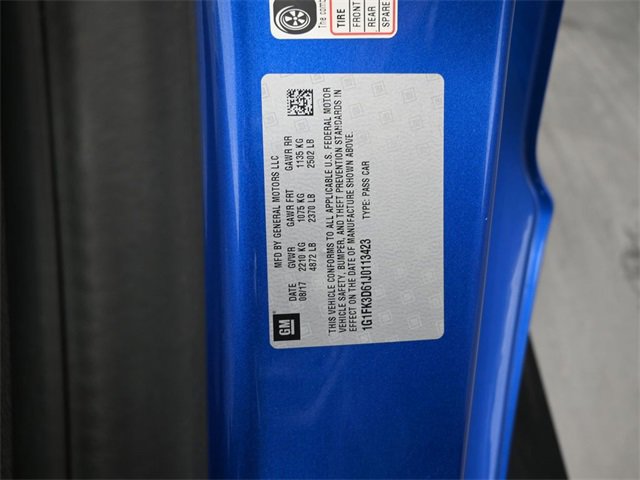 The
TIRE
FRONT
REAR
SPARE
MFD BY GENERAL MOTORS LLC
DATE GVWR GAWR FRT GAWR RR
08/17 2210 KG 1075 KG 1135 KG
4872 LB 2370 LB 2502 LB
THIS VEHICLE CONFORMS TO ALL APPLICABLE U.S. FEDERAL MOTOR
VEHICLE SAFETY, BUMPER, AND THEFT PREVENTION STANDARDS IN
EFFECT ON THE DATE OF MANUFACTURE SHOWN ABOVE.
1G1FK3D61J0113423 TYPE: PASS CAR
GM